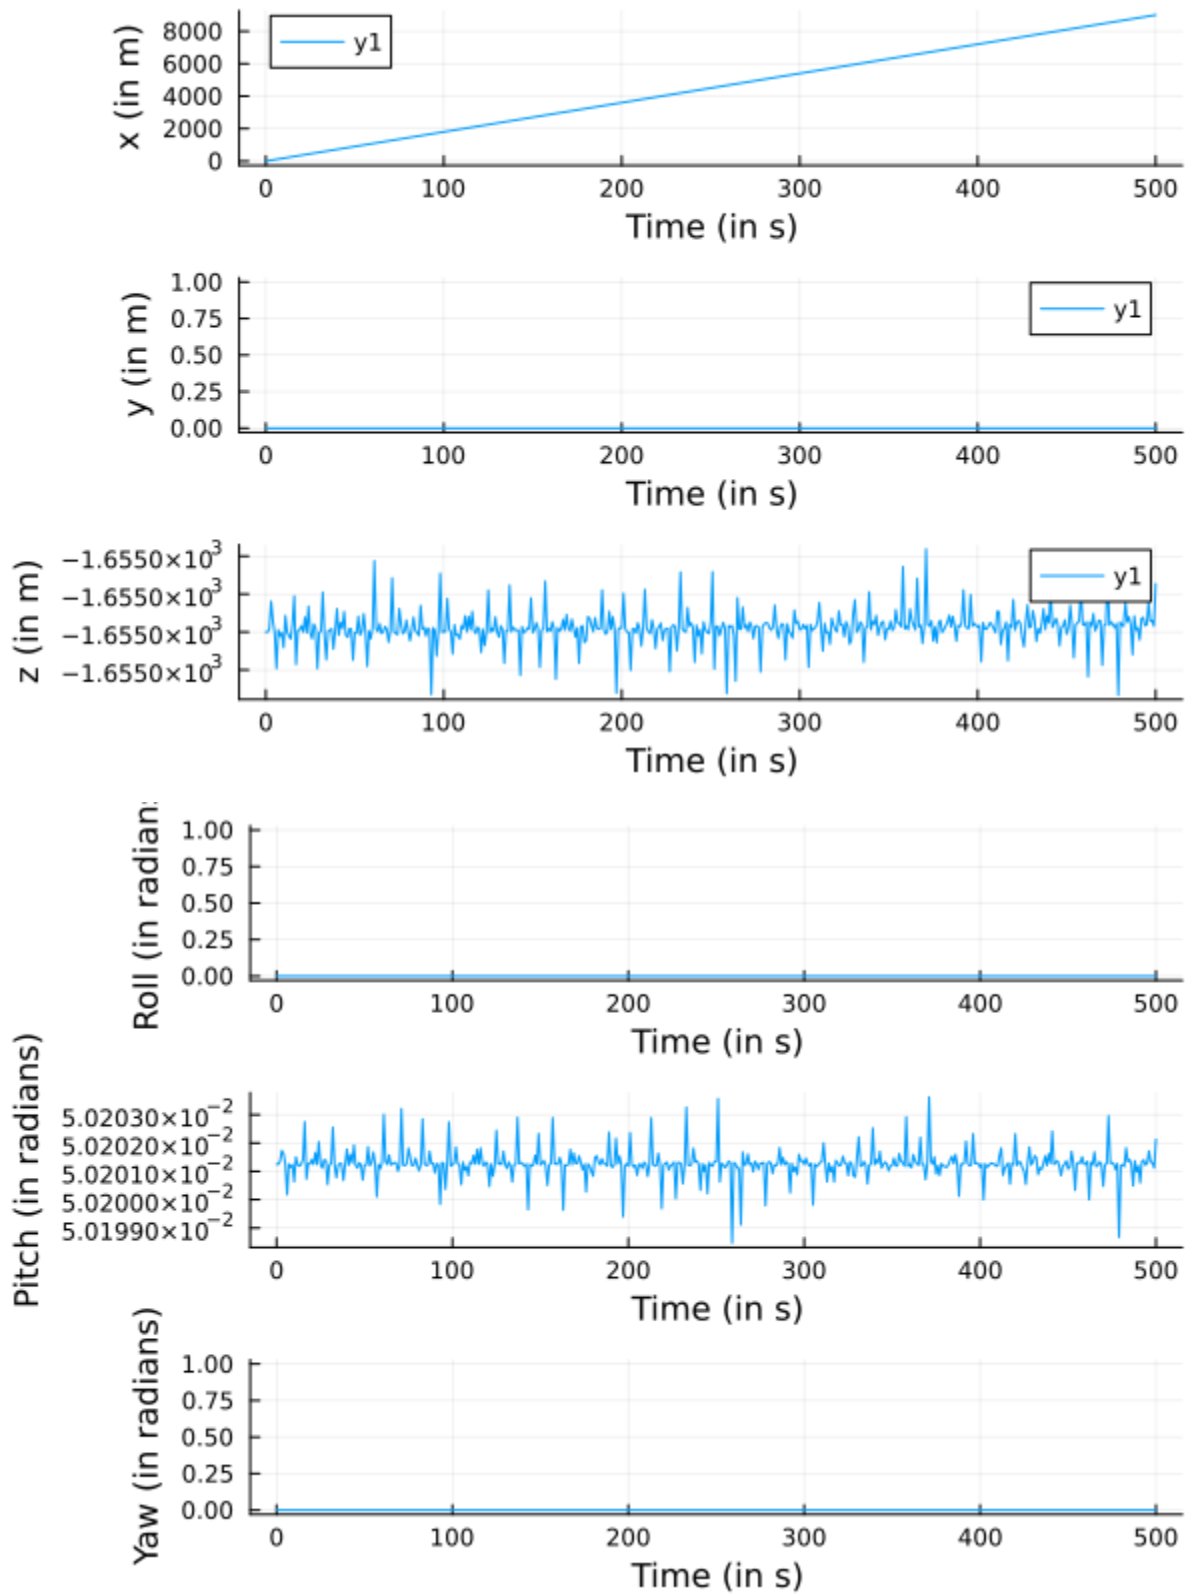 x (in m)
8000
6000
4000
2000
0
y1
0 100 200 300 400 500
Time (in s)
y (in m)
1.00
0.75
0.50
0.25
0.00
y1
0 100 200 300 400 500
Time (in s)
z (in m)
−1.6550×10³
−1.6550×10³
−1.6550×10³
−1.6550×10³
y1
0 100 200 300 400 500
Time (in s)
Roll (in radians
1.00
0.75
0.50
0.25
0.00
0 100 200 300 400 500
Time (in s)
Pitch (in radians)
5.02030×10⁻²
5.02020×10⁻²
5.02010×10⁻²
5.02000×10⁻²
5.01990×10⁻²
0 100 200 300 400 500
Time (in s)
Yaw (in radians)
1.00
0.75
0.50
0.25
0.00
0 100 200 300 400 500
Time (in s)